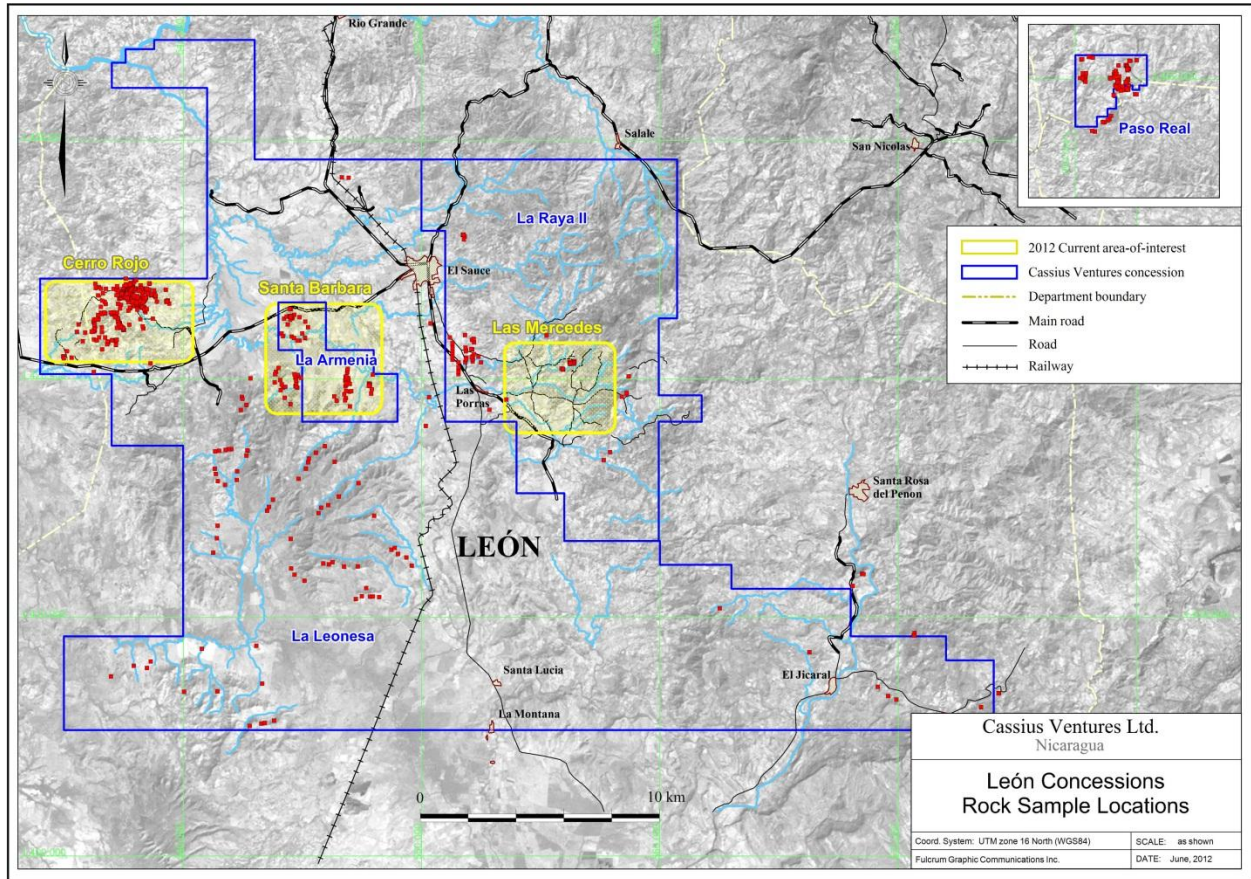 Rio Grande
Salale
San Nicolas
Paso Real
La Raya II
El Sauce
Cerro Rojo
Santa Barbara
Las Mercedes
La Armenia
Las
Porras
2012 Current area-of-interest
Cassius Ventures concession
Department boundary
Main road
Road
Railway
Santa Rosa
del Penon
LEÓN
La Leonesa
Santa Lucia
El Jicaral
La Montana
0
10 km
Cassius Ventures Ltd.
Nicaragua
León Concessions
Rock Sample Locations
Coord. System: UTM zone 16 North (WGS84)
SCALE: as shown
Fulcrum Graphic Communications Inc.
DATE: June, 2012